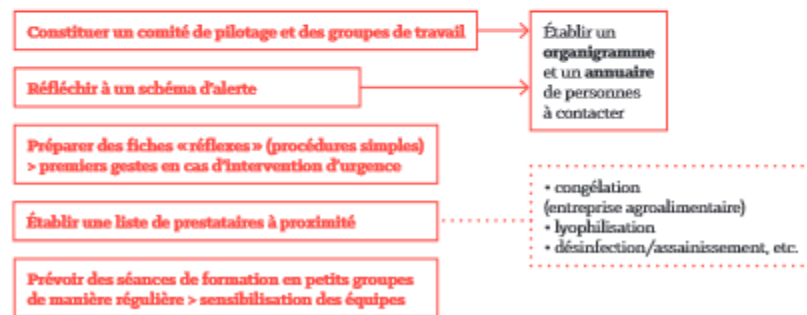 Constituer un comité de pilotage et des groupes de travail
Établir un
organigramme
et un annuaire
de personnes
à contacter
Réfléchir à un schéma d'alerte
Préparer des fiches « réflexes » (procédures simples)
> premiers gestes en cas d'intervention d'urgence
Établir une liste de prestataires à proximité
• congélation
(entreprise agroalimentaire)
• lyophilisation
• désinfection/assainissement, etc.
Prévoir des séances de formation en petits groupes
de manière régulière > sensibilisation des équipes